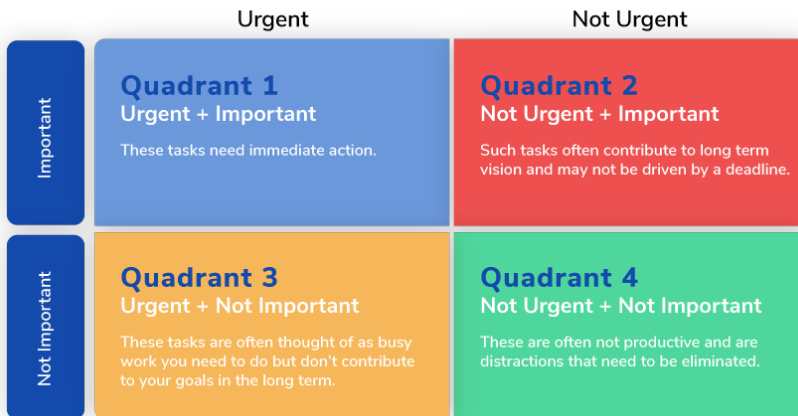 Urgent
Not Urgent
Important
Quadrant 1
Urgent + Important
These tasks need immediate action.
Quadrant 2
Not Urgent + Important
Such tasks often contribute to long term
vision and may not be driven by a deadline.
Not Important
Quadrant 3
Urgent + Not Important
These tasks are often thought of as busy
work you need to do but don’t contribute
to your goals in the long term.
Quadrant 4
Not Urgent + Not Important
These are often not productive and are
distractions that need to be eliminated.